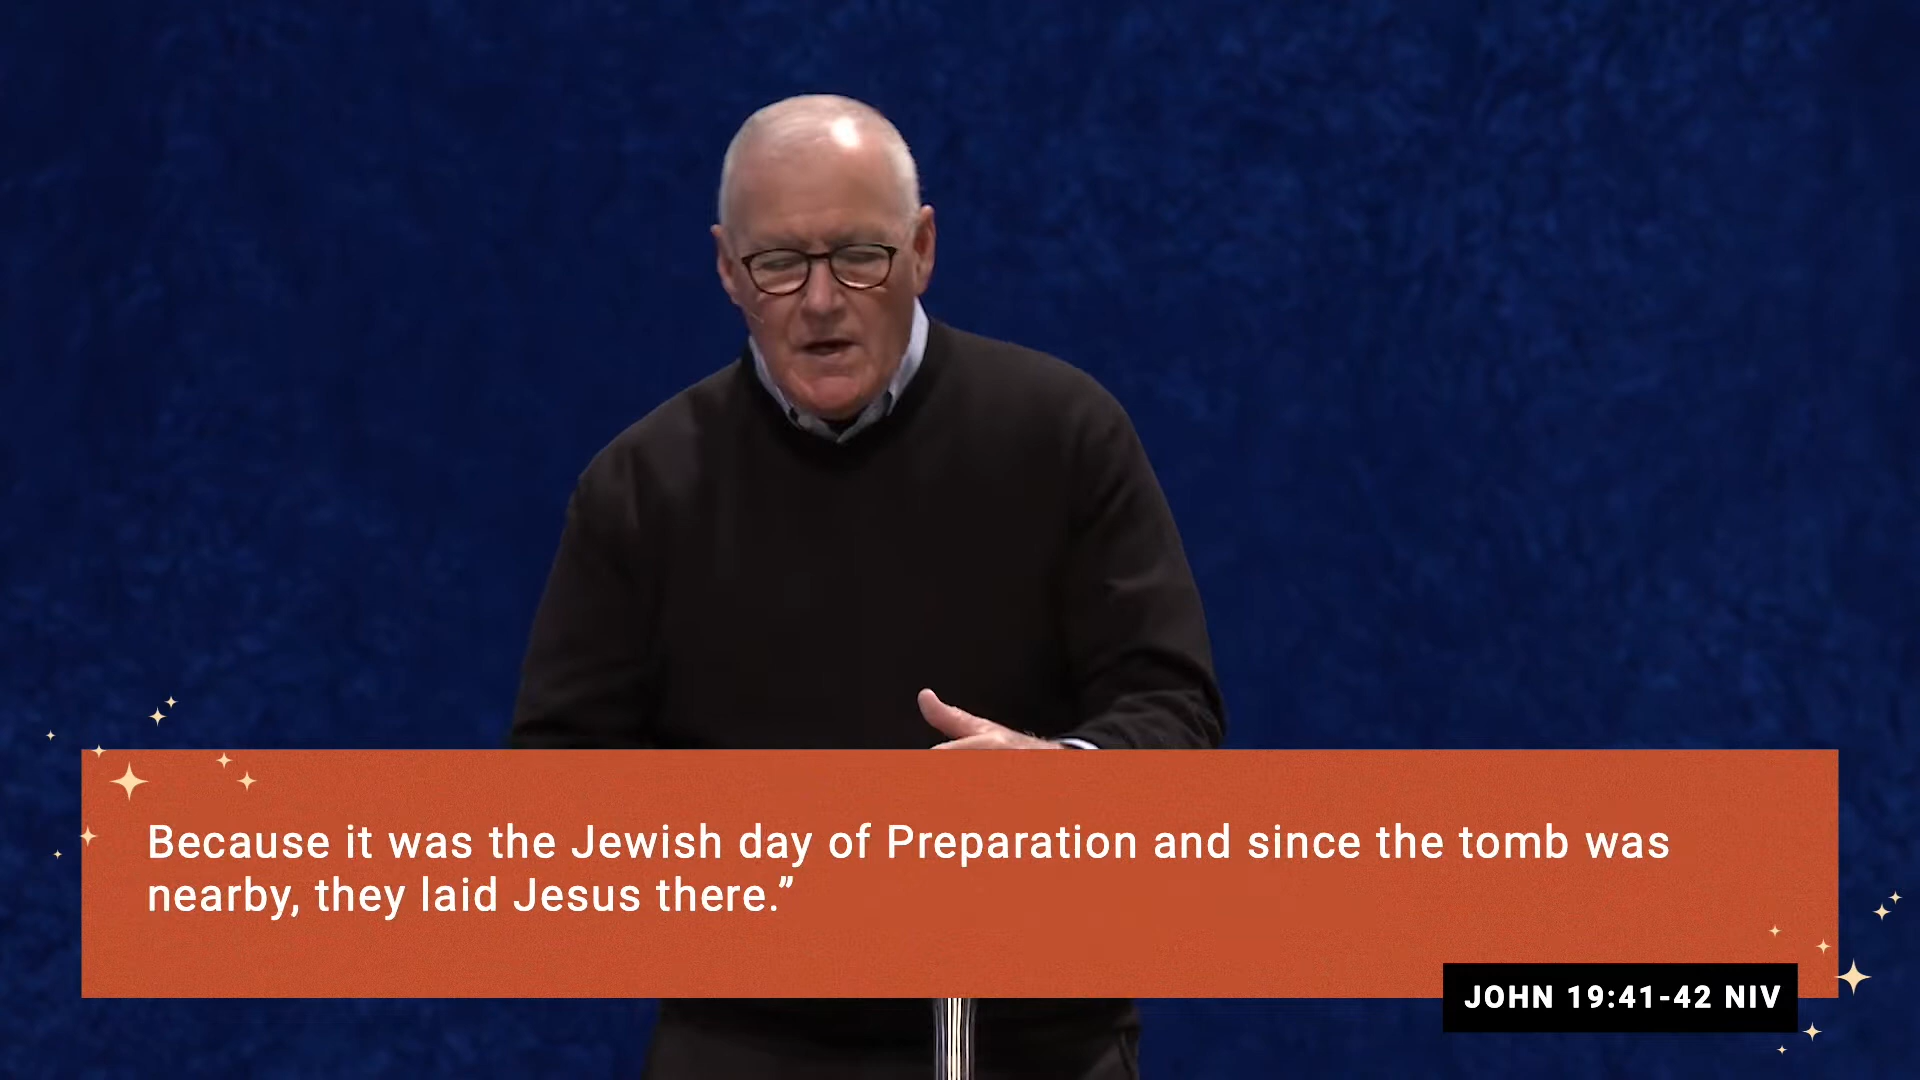 Because it was the Jewish day of Preparation and since the tomb was
nearby, they laid Jesus there.”
JOHN 19:41-42 NIV